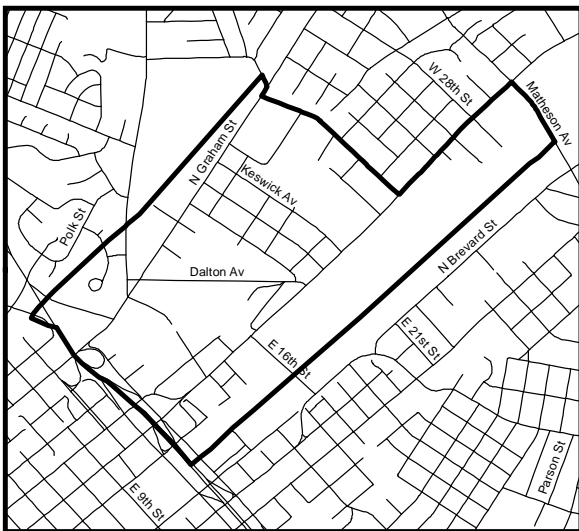 W 28th St
Matheson Av
N Graham St
Keswick Av
Polk St
N Brevard St
Dalton Av
E 21st St
E 16th St
Parson St
E 9th St